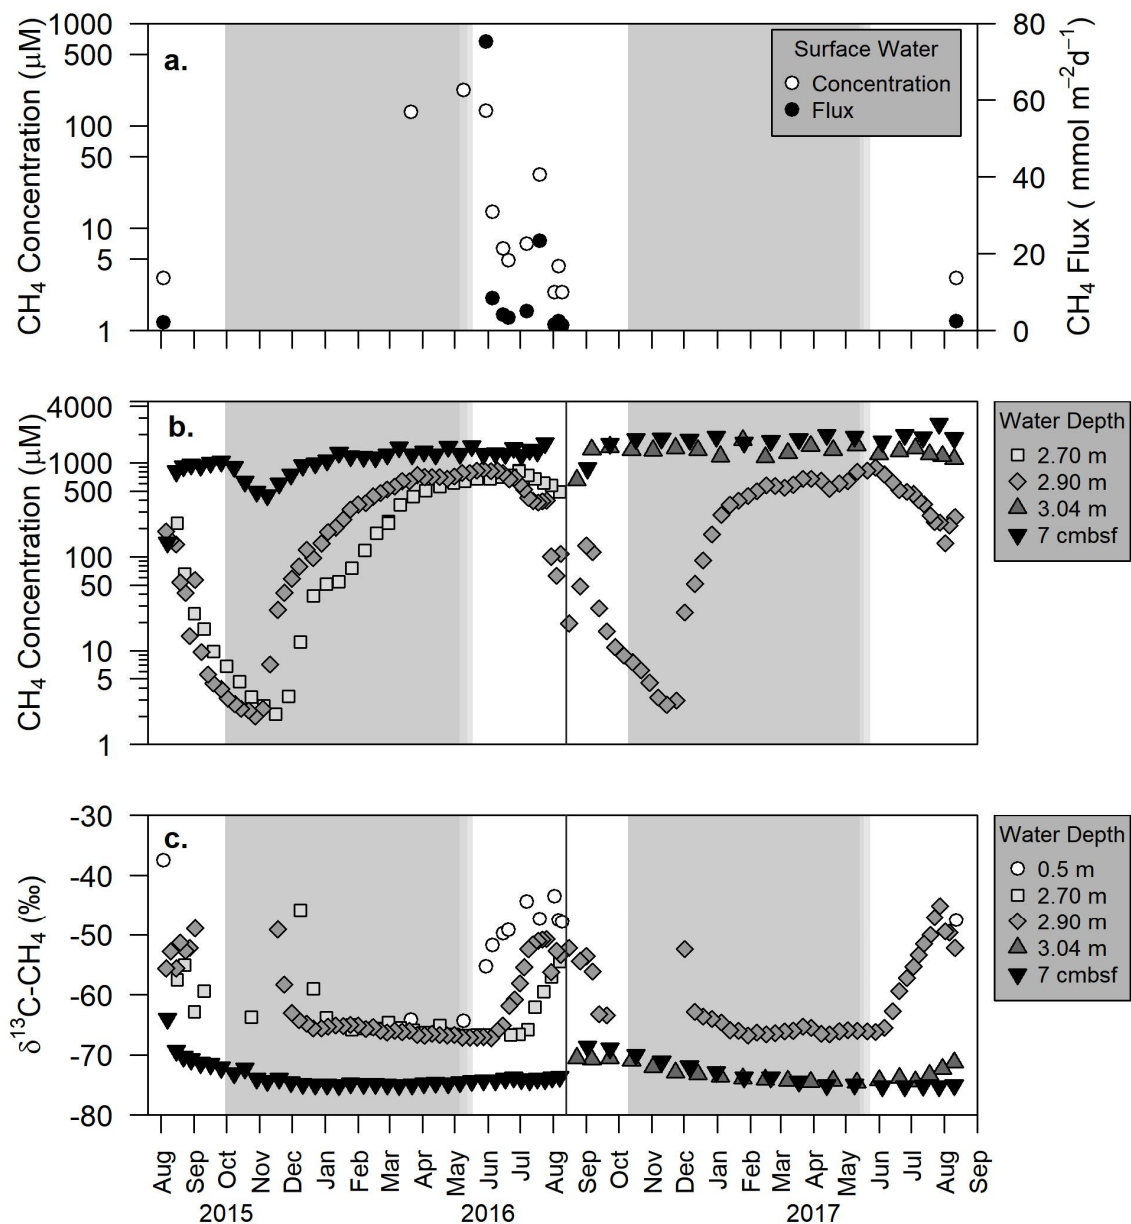 a.
CH₄ Concentration (μM)
1000
500
100
50
10
5
1
CH₄ Flux ( mmol m⁻²d⁻¹)
80
60
40
20
0
Surface Water
Concentration
Flux
b.
CH₄ Concentration (μM)
4000
1000
500
100
50
10
5
1
Water Depth
2.70 m
2.90 m
3.04 m
7 cmbsf
c.
δ¹³C-CH₄ (‰)
-30
-40
-50
-60
-70
-80
Water Depth
0.5 m
2.70 m
2.90 m
3.04 m
7 cmbsf
Aug Sep Oct Nov Dec Jan Feb Mar Apr May Jun Jul Aug Sep Oct Nov Dec Jan Feb Mar Apr May Jun Jul Aug Sep
2015 2016 2017